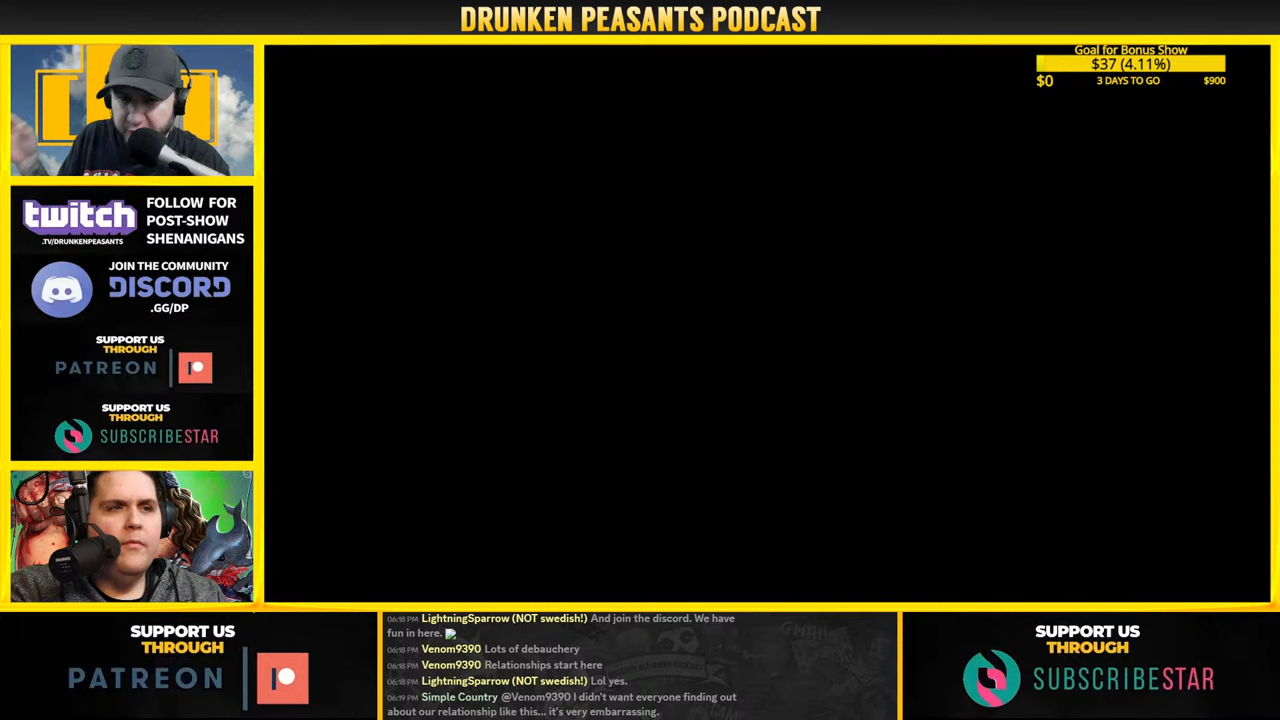 DRUNKEN PEASANTS PODCAST
Goal for Bonus Show
$37 (4.11%)
$0
3 DAYS TO GO
$900
twitch
.TV/DRUNKENPEASANTS
FOLLOW FOR
POST-SHOW
SHENANIGANS
JOIN THE COMMUNITY
DISCORD
.GG/DP
SUPPORT US
THROUGH
PATREON
SUPPORT US
THROUGH
SUBSCRIBESTAR
SUPPORT US
THROUGH
PATREON
06:18 PM LightningSparrow (NOT swedish!) And join the discord. We have
fun in here.
06:18 PM Venom9390 Lots of debauchery
06:18 PM Venom9390 Relationships start here
06:18 PM LightningSparrow (NOT swedish!) Lol yes.
06:19 PM Simple Country @Venom9390 I didn't want everyone finding out
about our relationship like this... it's very embarrassing.
SUPPORT US
THROUGH
SUBSCRIBESTAR